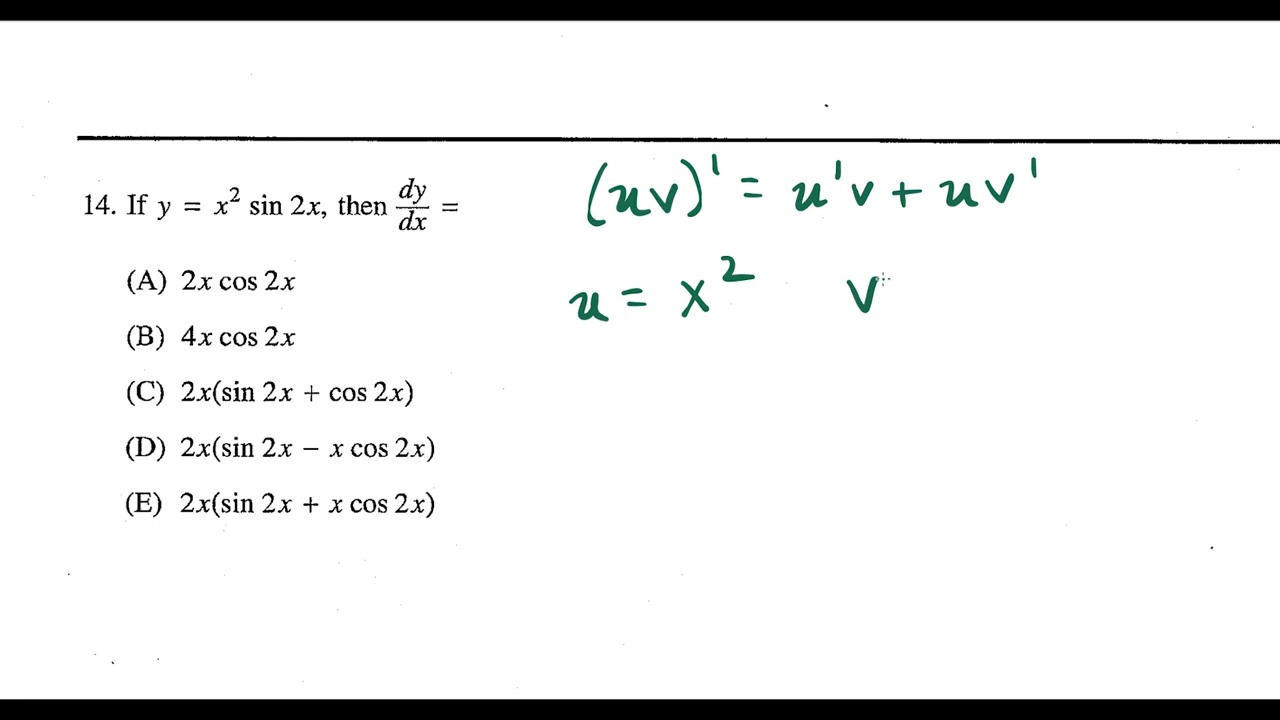 14. If y = x² sin 2x, then dy/dx =
(A) 2x cos 2x
(B) 4x cos 2x
(C) 2x(sin 2x + cos 2x)
(D) 2x(sin 2x − x cos 2x)
(E) 2x(sin 2x + x cos 2x)
(uv)' = u'v + uv'
u = x² v